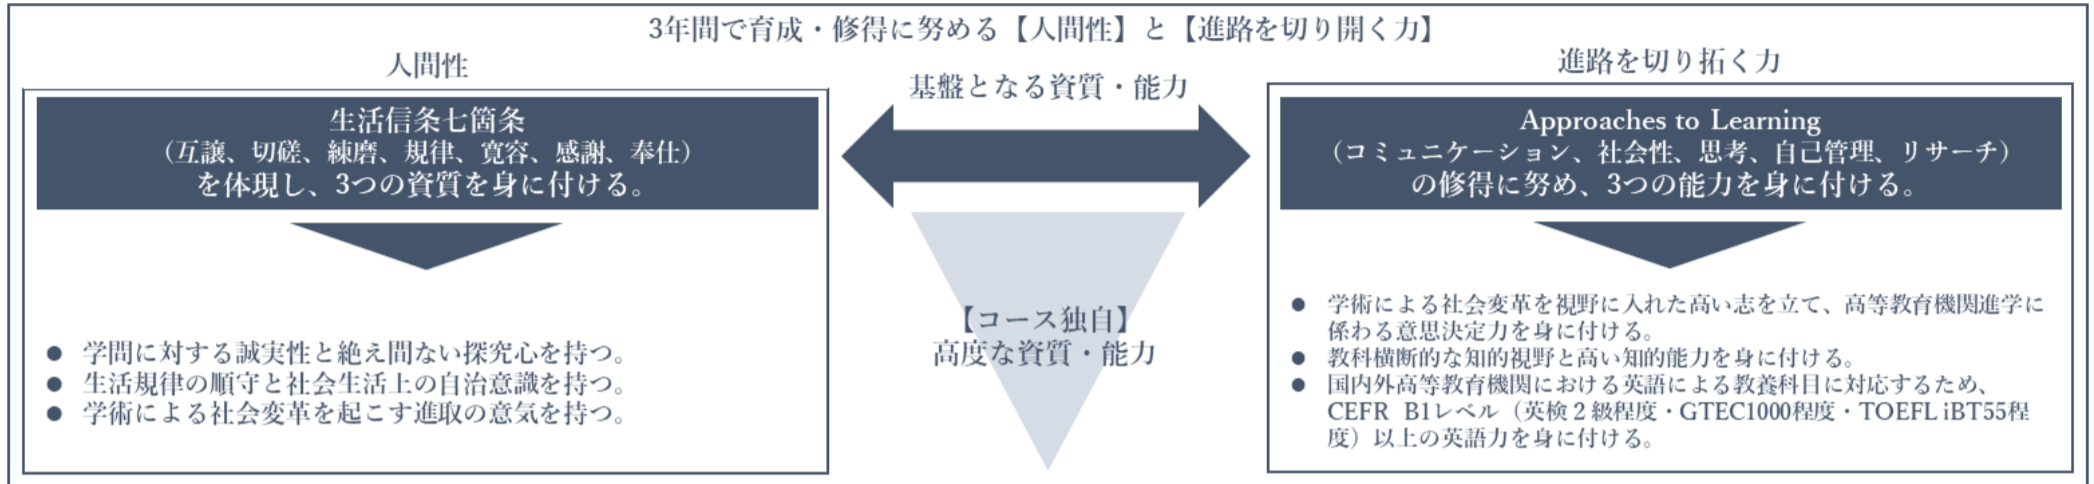 3年間で育成・修得に努める【人間性】と【進路を切り開く力】
人間性
生活信条七箇条
（互譲、切磋、練磨、規律、寛容、感謝、奉仕）
を体現し、3つの資質を身に付ける。
● 学問に対する誠実性と絶え間ない探究心を持つ。
● 生活規律の順守と社会生活上の自治意識を持つ。
● 学術による社会変革を起こす進取の意気を持つ。
基盤となる資質・能力
【コース独自】
高度な資質・能力
進路を切り拓く力
Approaches to Learning
（コミュニケーション、社会性、思考、自己管理、リサーチ）
の修得に努め、3つの能力を身に付ける。
● 学術による社会変革を視野に入れた高い志を立て、高等教育機関進学に
係わる意思決定力を身に付ける。
● 教科横断的な知的視野と高い知的能力を身に付ける。
● 国内外高等教育機関における英語による教養科目に対応するため、
CEFR B1レベル（英検２級程度・GTEC1000程度・TOEFL iBT55程
度）以上の英語力を身に付ける。